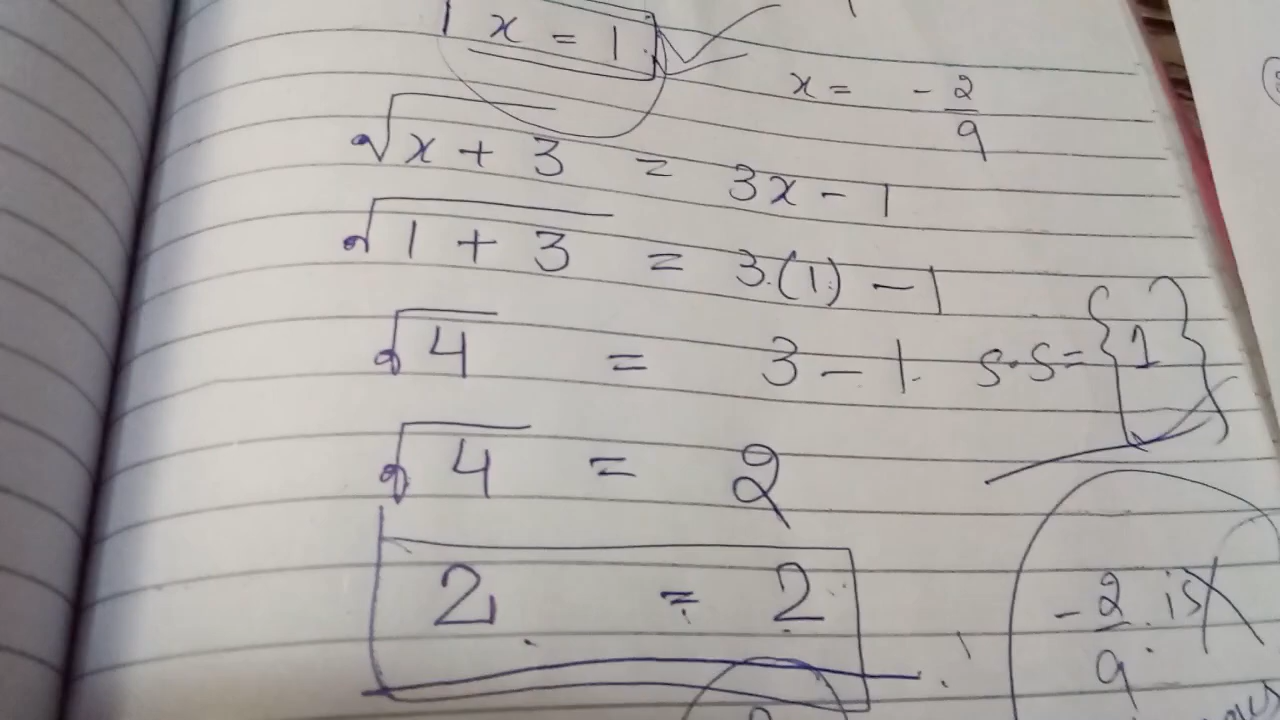 x = 1
x = - 2/9
√x + 3 = 3x - 1
√1 + 3 = 3.(1) - 1
√4 = 3 - 1. S.S = {1}
√4 = 2
2 = 2
- 2/9 is